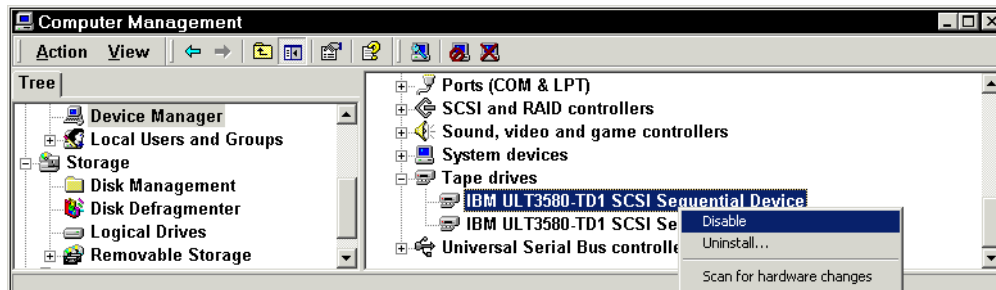 Computer Management
Action View
Tree
Device Manager
Local Users and Groups
Storage
Disk Management
Disk Defragmenter
Logical Drives
Removable Storage
Ports (COM & LPT)
SCSI and RAID controllers
Sound, video and game controllers
System devices
Tape drives
IBM ULT3580-TD1 SCSI Sequential Device
IBM ULT3580-TD1 SCSI Se
Universal Serial Bus controlle
Disable
Uninstall...
Scan for hardware changes